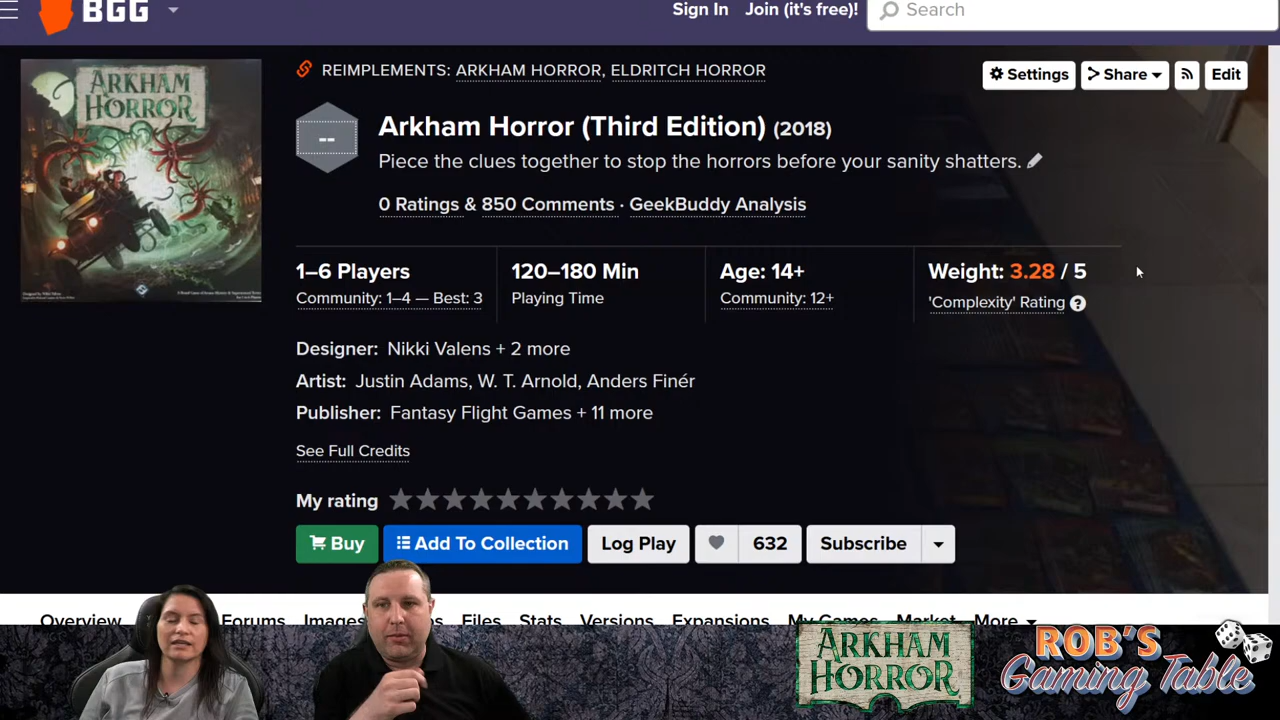 BGG
Sign In
Join (it's free)!
Search
REIMPLEMENTS: ARKHAM HORROR, ELDRITCH HORROR
Settings
Share
Edit
ARKHAM
HORROR
--
Arkham Horror (Third Edition) (2018)
Piece the clues together to stop the horrors before your sanity shatters.
0 Ratings & 850 Comments · GeekBuddy Analysis
1–6 Players
Community: 1–4 — Best: 3
120–180 Min
Playing Time
Age: 14+
Community: 12+
Weight: 3.28 / 5
'Complexity' Rating ?
Designer: Nikki Valens + 2 more
Artist: Justin Adams, W. T. Arnold, Anders Finér
Publisher: Fantasy Flight Games + 11 more
See Full Credits
My rating
Buy
Add To Collection
Log Play
632
Subscribe
Overview
Forums
Images
Files
Stats
Versions
Expansions
My Games
Market
More
ARKHAM
HORROR
ROB'S
Gaming Table